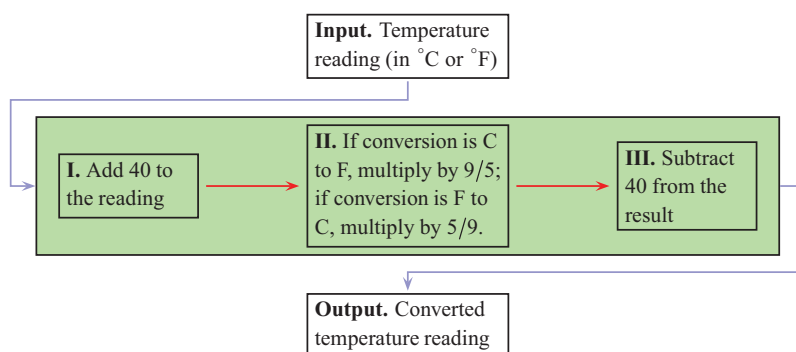 Input. Temperature
reading (in °C or °F)
I. Add 40 to
the reading
II. If conversion is C
to F, multiply by 9/5;
if conversion is F to
C, multiply by 5/9.
III. Subtract
40 from the
result
Output. Converted
temperature reading